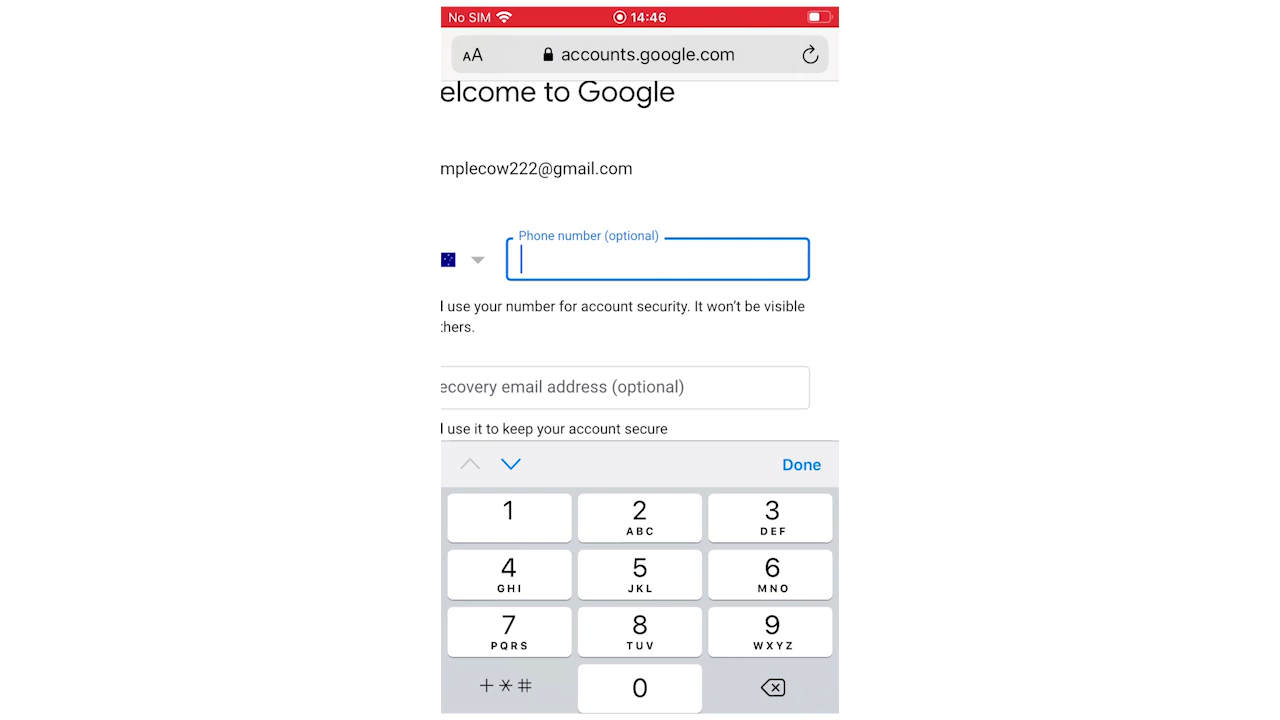 No SIM 14:46
AA accounts.google.com
elcome to Google
mplecow222@gmail.com
Phone number (optional)
l use your number for account security. It won't be visible
hers.
ecovery email address (optional)
l use it to keep your account secure
Done
1 2 3
ABC DEF
4 5 6
GHI JKL MNO
7 8 9
PQRS TUV WXYZ
+*# 0